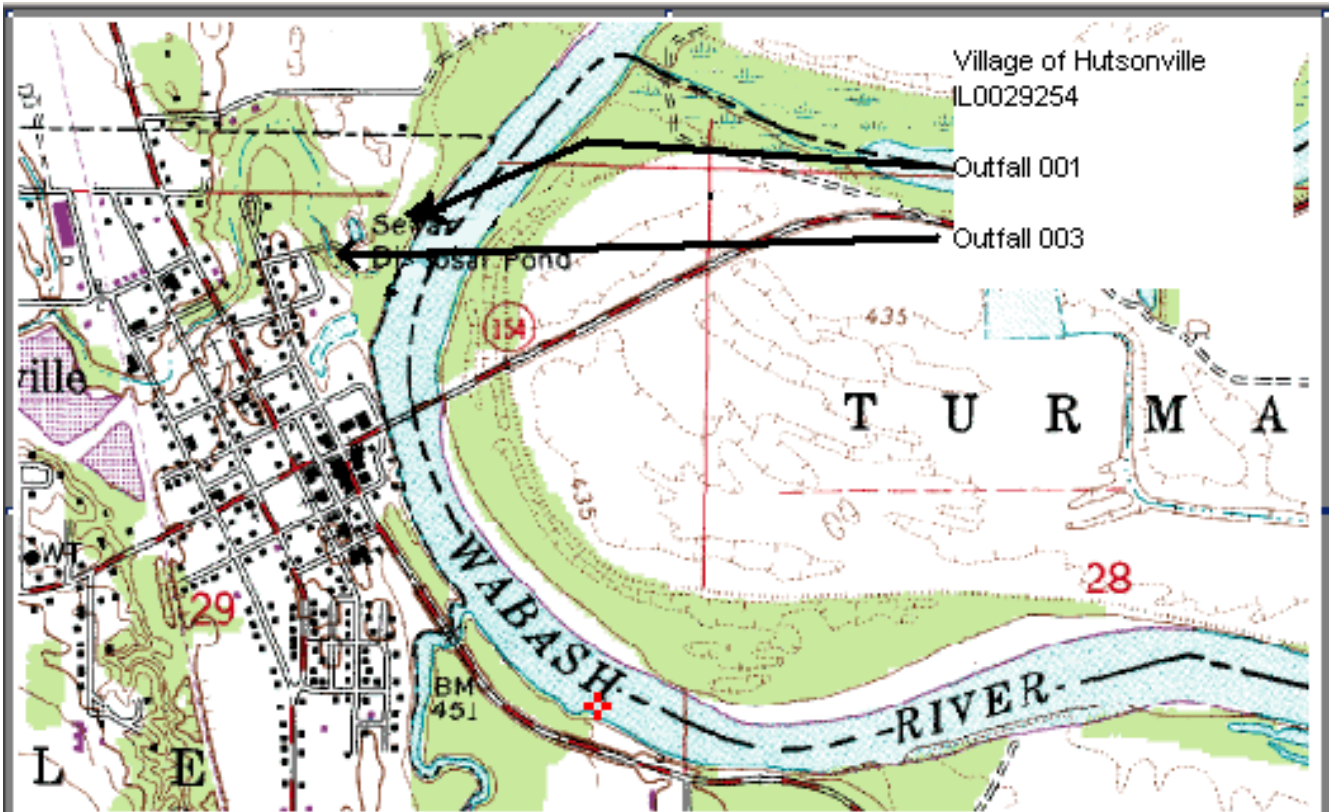 Village of Hutsonville
IL0029254
Outfall 001
Outfall 003
Pond
154
435
ville
T U R M A
435
WT
29
28
WABASH
RIVER
BM
451
L E